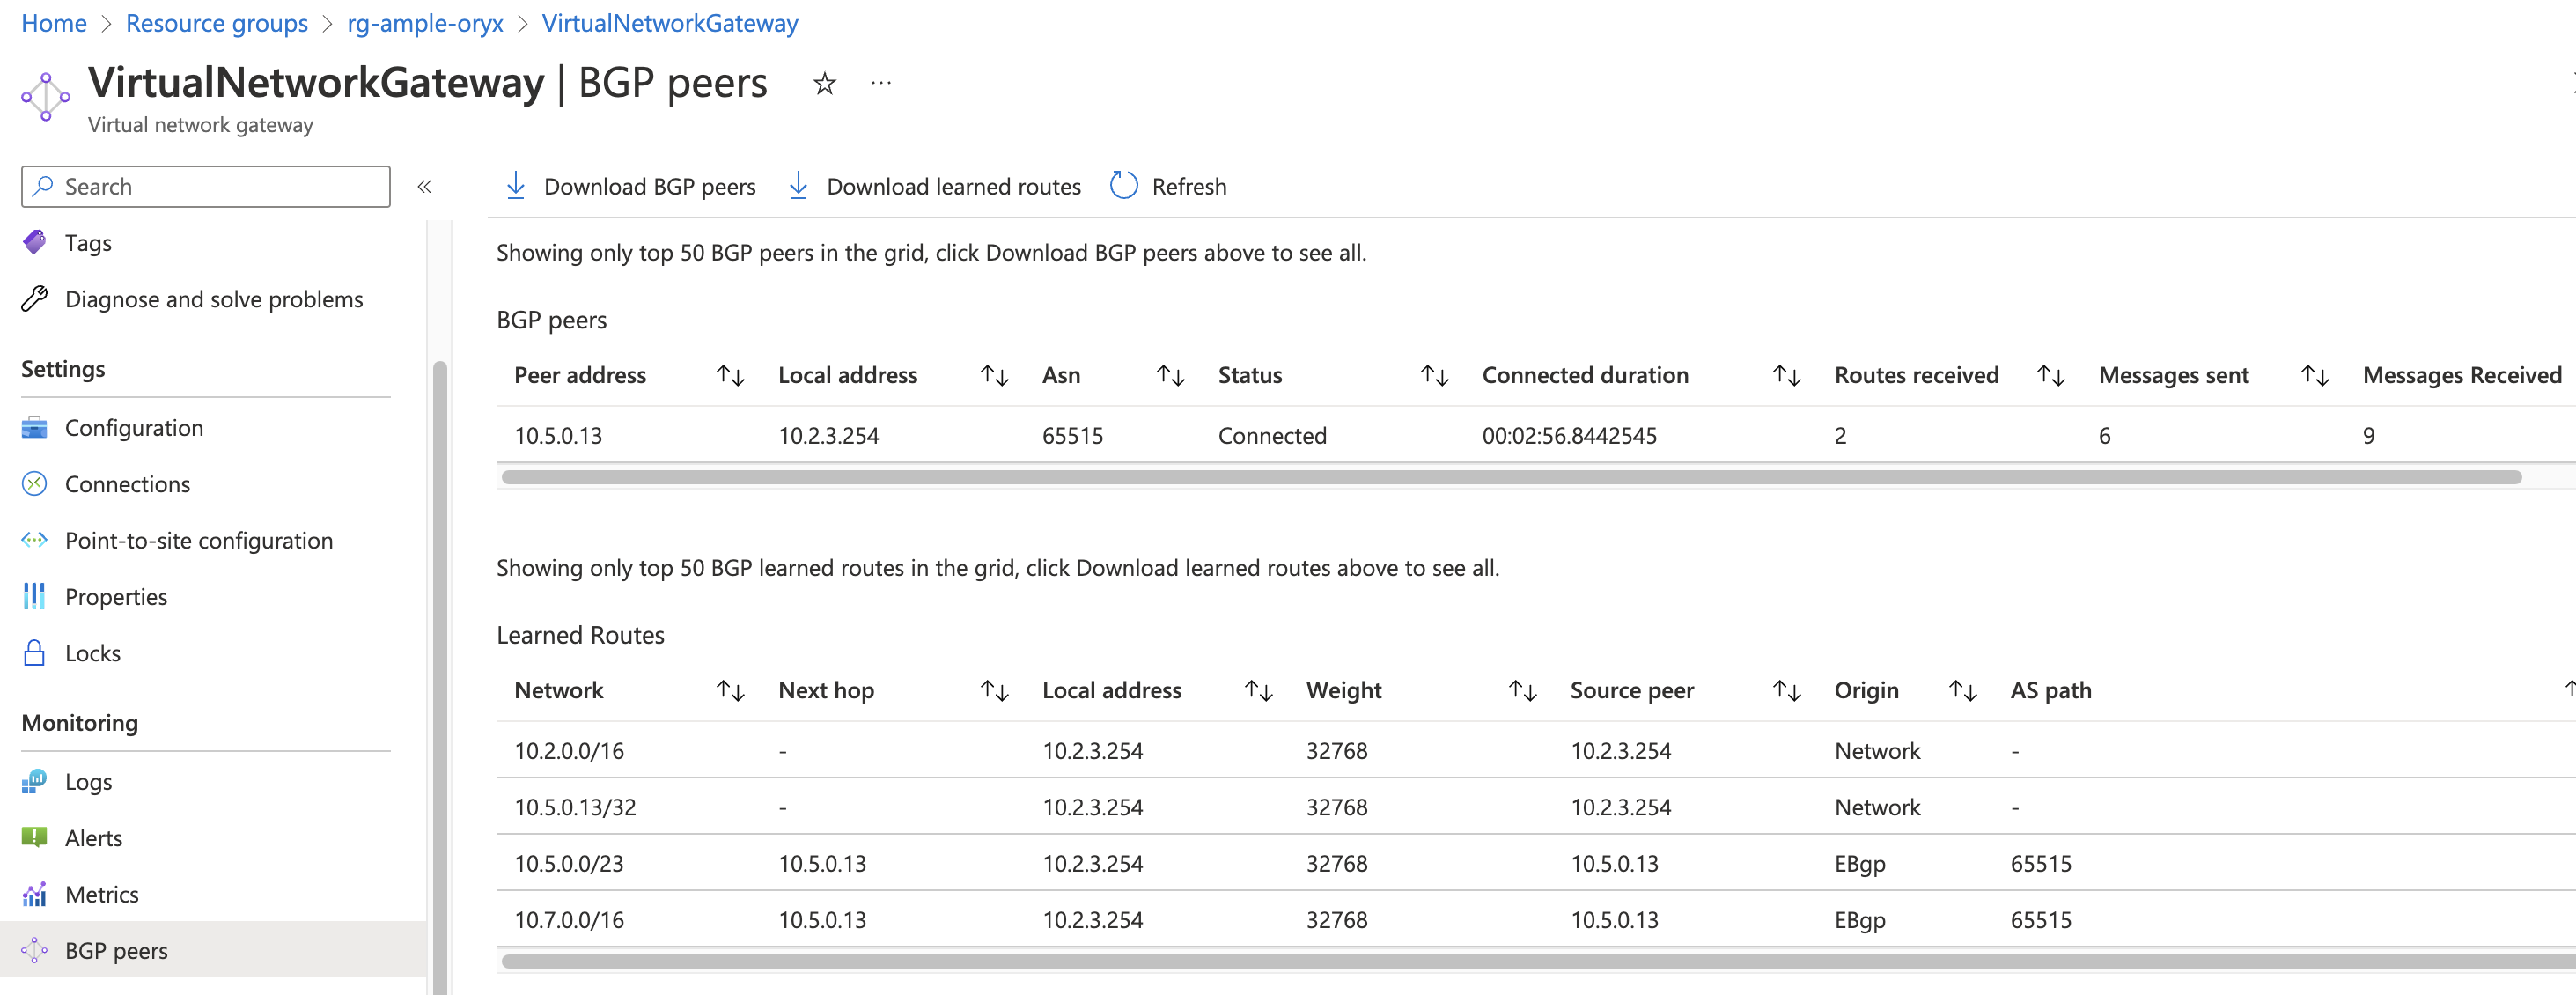 Home > Resource groups > rg-ample-oryx > VirtualNetworkGateway
VirtualNetworkGateway | BGP peers
Virtual network gateway
Search
Download BGP peers Download learned routes Refresh
Tags
Diagnose and solve problems
Settings
Configuration
Connections
Point-to-site configuration
Properties
Locks
Monitoring
Logs
Alerts
Metrics
BGP peers
Showing only top 50 BGP peers in the grid, click Download BGP peers above to see all.
BGP peers
Peer address Local address Asn Status Connected duration Routes received Messages sent Messages Received
10.5.0.13 10.2.3.254 65515 Connected 00:02:56.8442545 2 6 9
Showing only top 50 BGP learned routes in the grid, click Download learned routes above to see all.
Learned Routes
Network Next hop Local address Weight Source peer Origin AS path
10.2.0.0/16 - 10.2.3.254 32768 10.2.3.254 Network -
10.5.0.13/32 - 10.2.3.254 32768 10.2.3.254 Network -
10.5.0.0/23 10.5.0.13 10.2.3.254 32768 10.5.0.13 EBgp 65515
10.7.0.0/16 10.5.0.13 10.2.3.254 32768 10.5.0.13 EBgp 65515